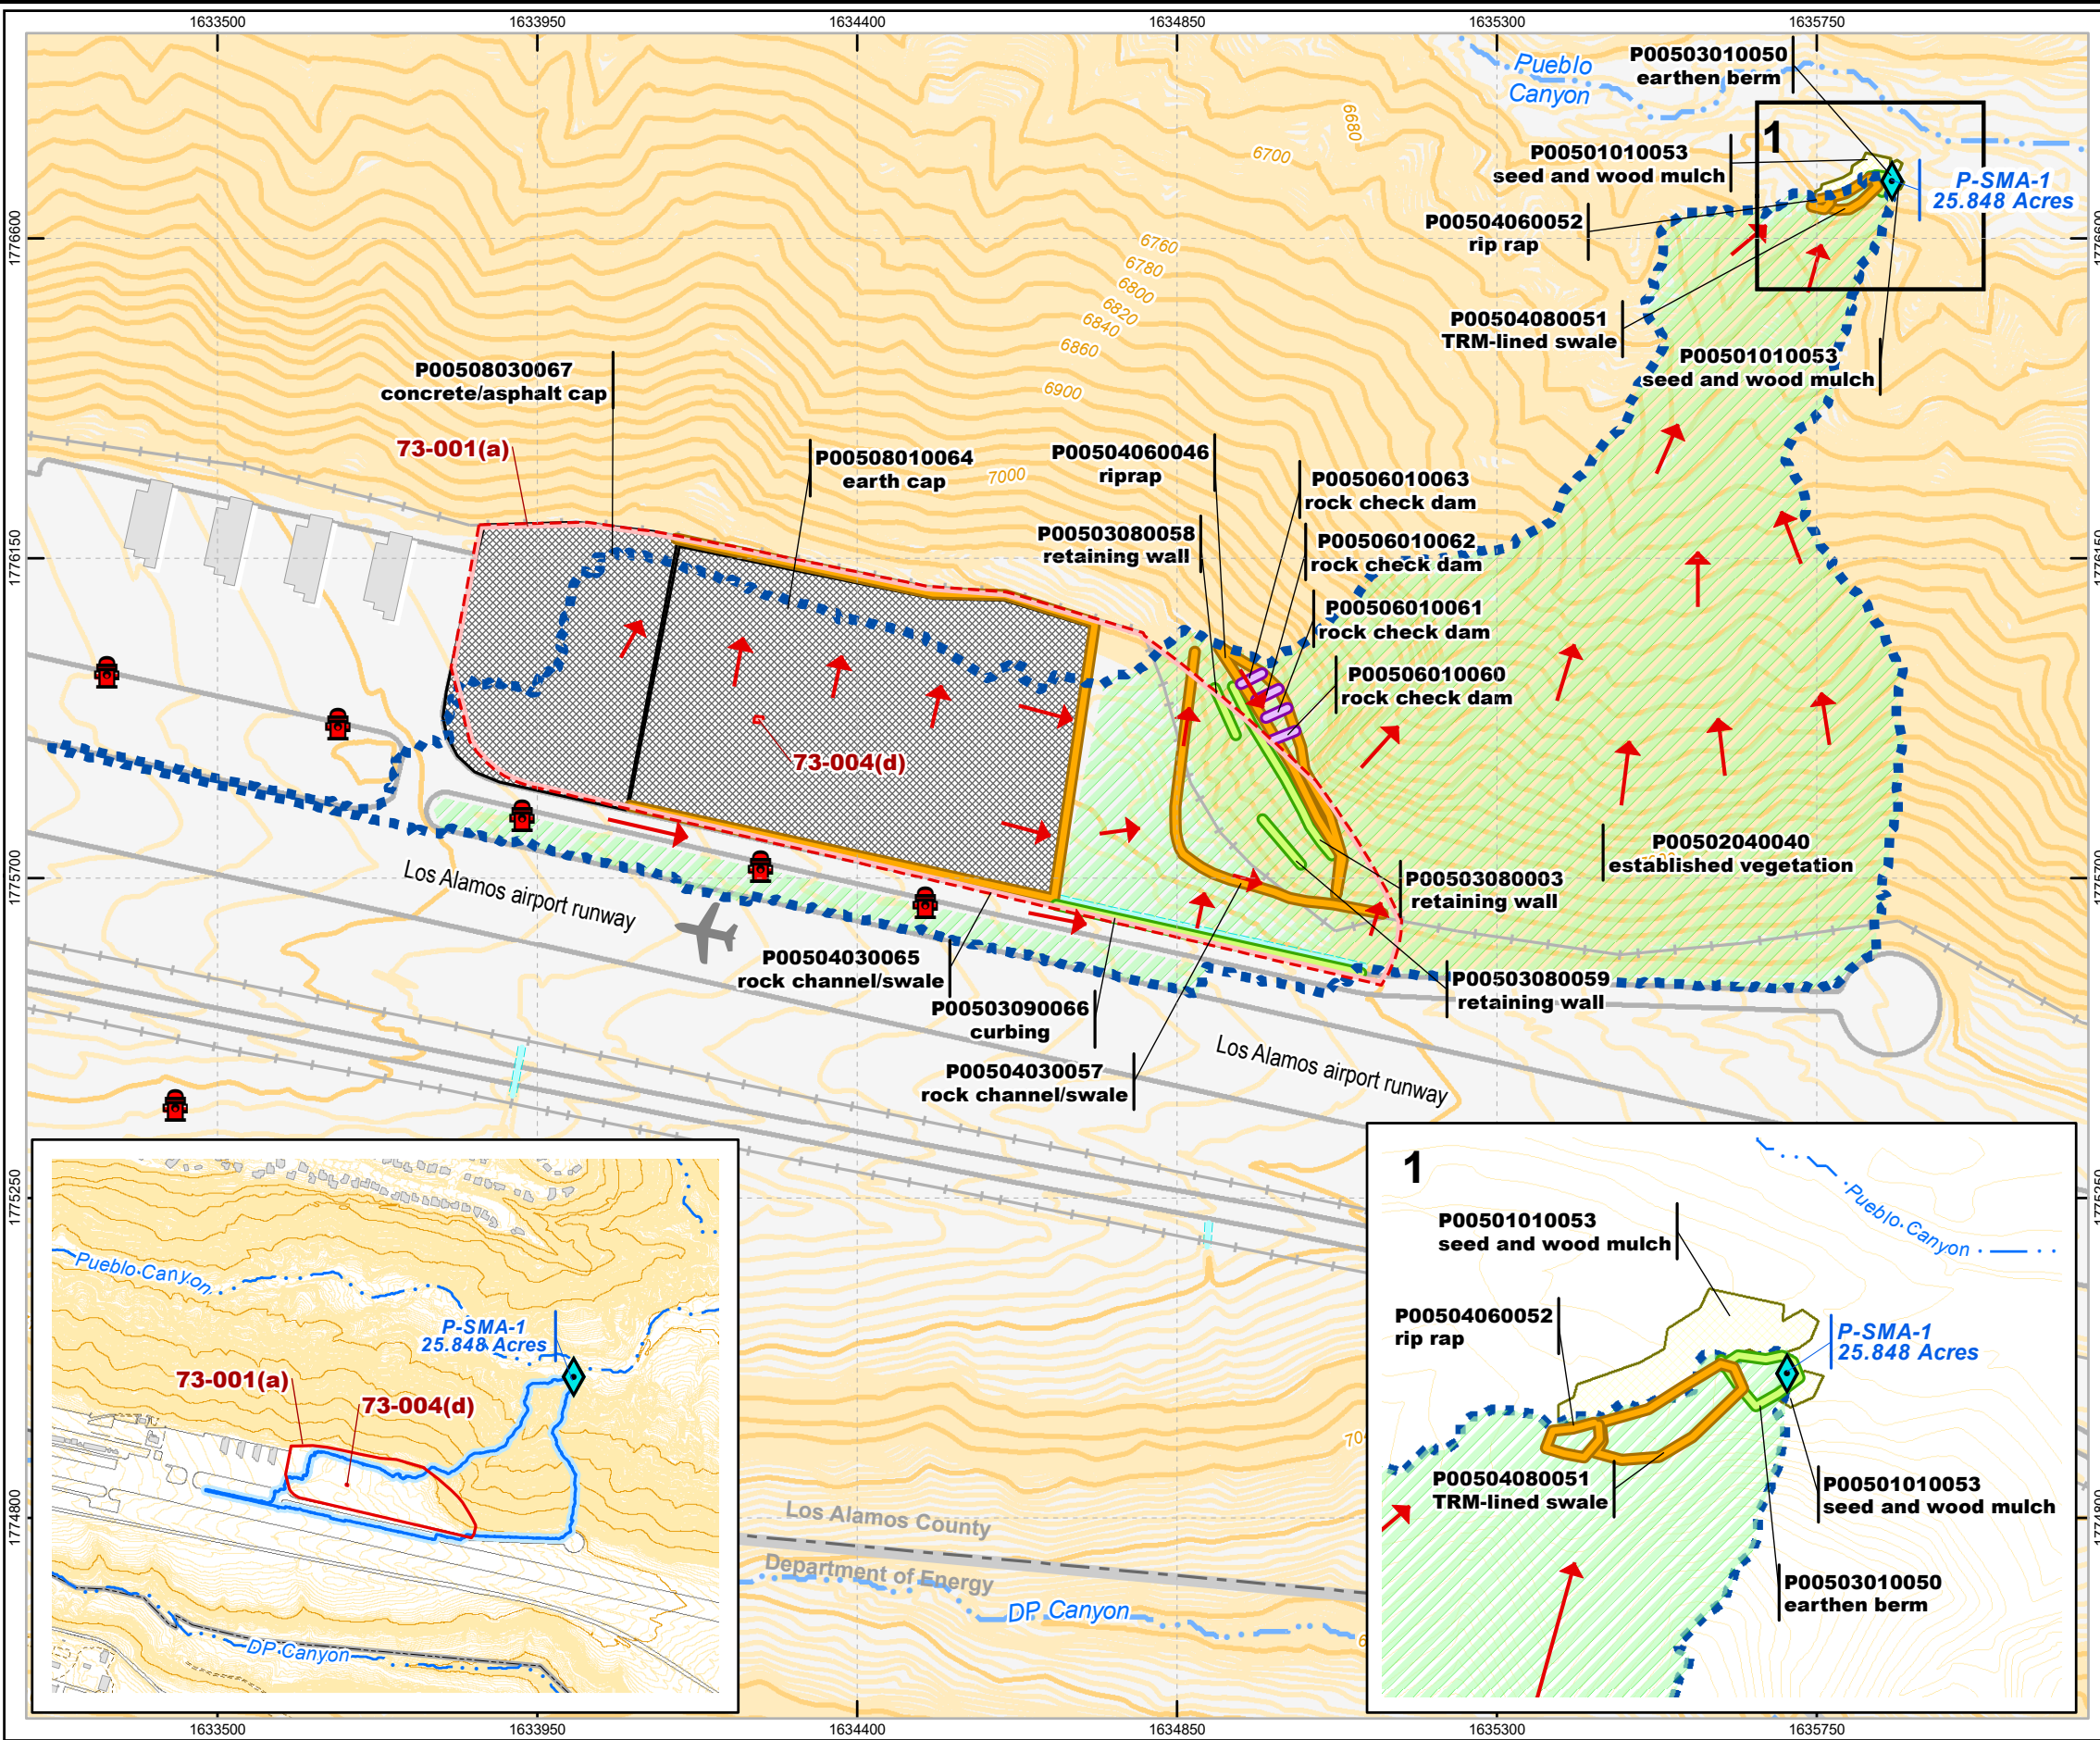 1633500
1633950
1634400
1634850
1635300
1635750
Pueblo
Canyon
P00503010050
earthen berm
1
P00501010053
seed and wood mulch
P-SMA-1
25.848 Acres
P00504060052
rip rap
P00504080051
TRM-lined swale
P00501010053
seed and wood mulch
6680
6700
6760
6780
6800
6820
6840
6860
6900
7000
1776600
1776600
P00508030067
concrete/asphalt cap
73-001(a)
P00508010064
earth cap
P00504060046
riprap
P00506010063
rock check dam
P00503080058
retaining wall
P00506010062
rock check dam
P00506010061
rock check dam
P00506010060
rock check dam
1776150
1776150
73-004(d)
P00502040040
established vegetation
Los Alamos airport runway
P00503080003
retaining wall
1775700
1775700
P00504030065
rock channel/swale
P00503080059
retaining wall
P00503090066
curbing
Los Alamos airport runway
P00504030057
rock channel/swale
1775250
1775250
Pueblo Canyon
P-SMA-1
25.848 Acres
73-001(a)
73-004(d)
DP Canyon
Los Alamos County
Department of Energy
DP Canyon
1
P00501010053
seed and wood mulch
Pueblo Canyon
P00504060052
rip rap
P-SMA-1
25.848 Acres
P00504080051
TRM-lined swale
P00501010053
seed and wood mulch
P00503010050
earthen berm
1774800
1774800
1633500
1633950
1634400
1634850
1635300
1635750